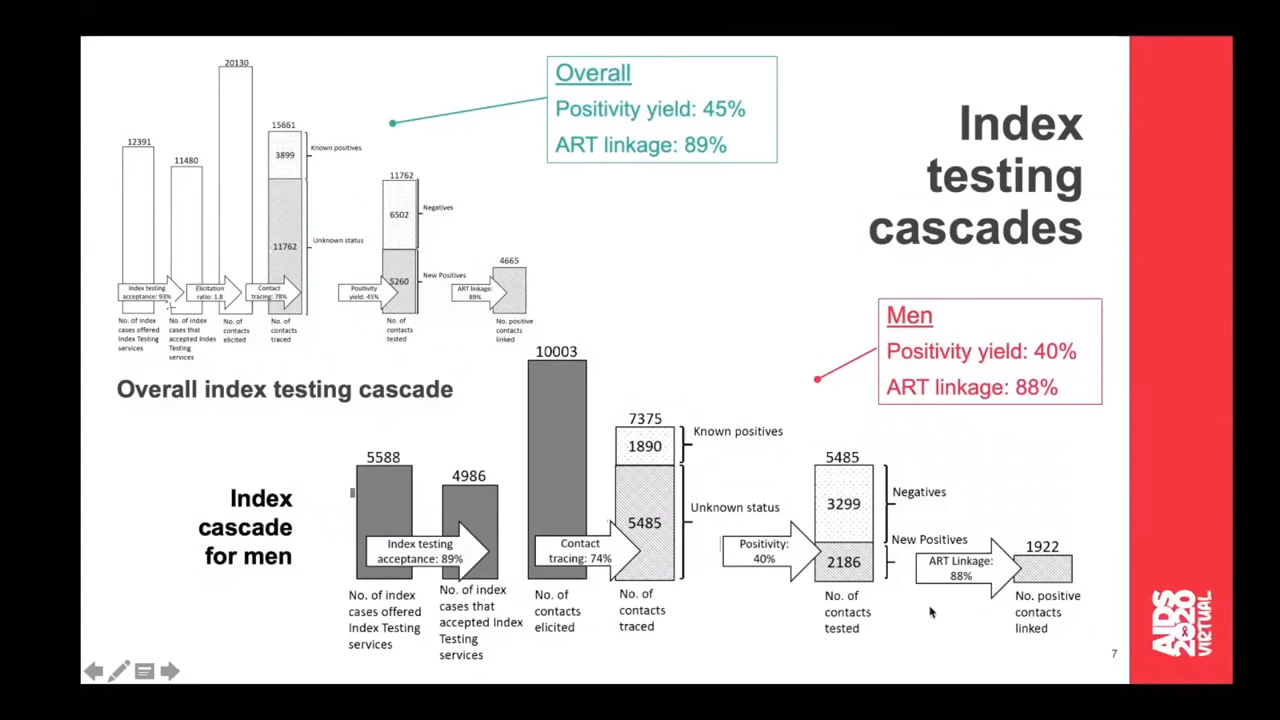 Index
testing
cascades
Overall
Positivity yield: 45%
ART linkage: 89%
20130
15661
12391
11480
3899
Known positives
11762
Unknown status
11762
6502
Negatives
5260
New Positives
4665
Index testing
acceptance: 93%
Elicitation
ratio: 1.8
Contact
tracing: 78%
Positivity
yield: 45%
ART linkage:
89%
No. of index
cases offered
Index Testing
services
No. of index
cases that
accepted Index
Testing
services
No. of
contacts
elicited
No. of
contacts
traced
No. of
contacts
tested
No. positive
contacts
linked
Overall index testing cascade
Men
Positivity yield: 40%
ART linkage: 88%
Index
cascade
for men
5588
4986
10003
7375
1890
Known positives
5485
Unknown status
5485
3299
Negatives
2186
New Positives
1922
Index testing
acceptance: 89%
Contact
tracing: 74%
Positivity:
40%
ART Linkage:
88%
No. of index
cases offered
Index Testing
services
No. of index
cases that
accepted Index
Testing
services
No. of
contacts
elicited
No. of
contacts
traced
No. of
contacts
tested
No. positive
contacts
linked
7
AIDS
2020
VIRTUAL